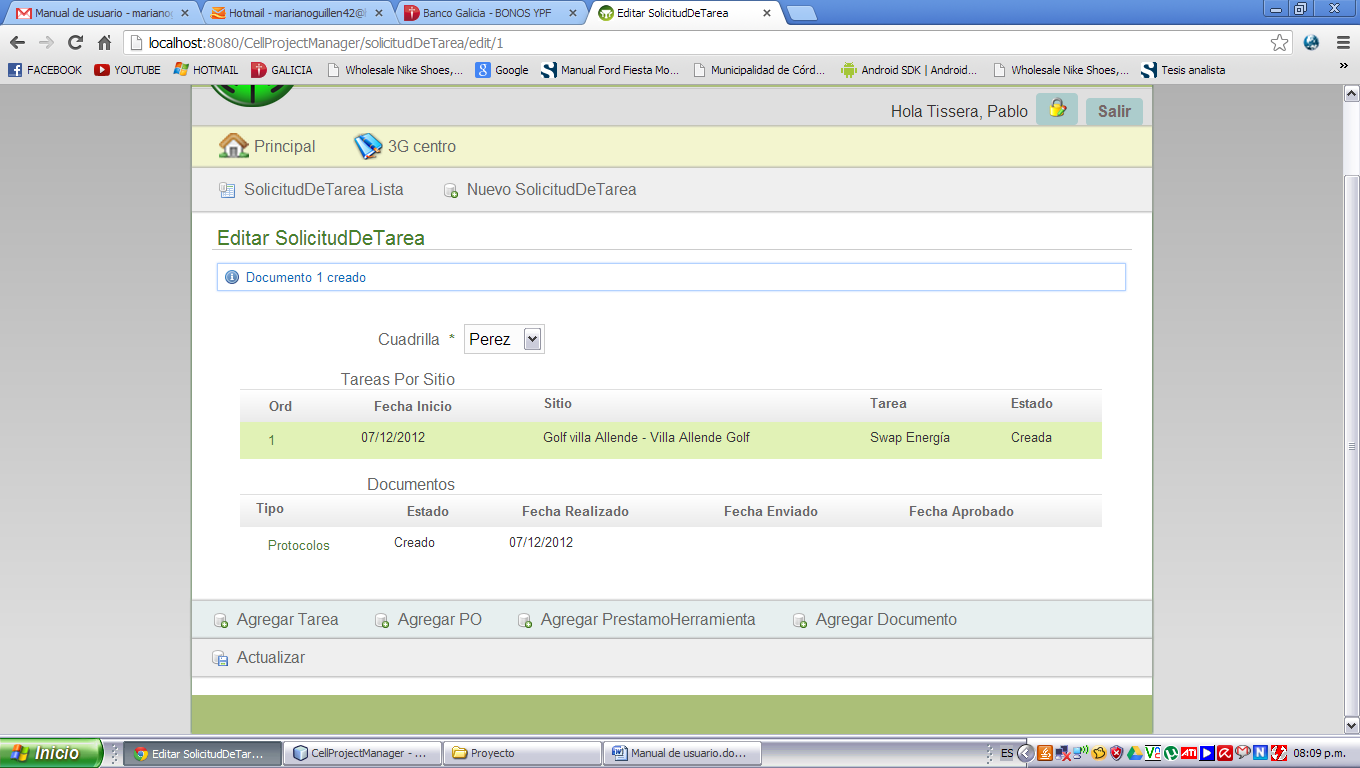 Manual de usuario - mariano
Hotmail - marianoguillen42@
Banco Galicia - BONOS YPF
Editar SolicitudDeTarea
localhost:8080/CellProjectManager/solicitudDeTarea/edit/1
FACEBOOK
YOUTUBE
HOTMAIL
GALICIA
Wholesale Nike Shoes,...
Google
Manual Ford Fiesta Mo...
Municipalidad de Córd...
Android SDK | Android...
Wholesale Nike Shoes,...
Tesis analista
Hola Tissera, Pablo
Salir
Principal
3G centro
SolicitudDeTarea Lista
Nuevo SolicitudDeTarea
Editar SolicitudDeTarea
Documento 1 creado
Cuadrilla * Perez
Tareas Por Sitio
Ord Fecha Inicio Sitio Tarea Estado
1 07/12/2012 Golf villa Allende - Villa Allende Golf Swap Energía Creada
Documentos
Tipo Estado Fecha Realizado Fecha Enviado Fecha Aprobado
Protocolos Creado 07/12/2012
Agregar Tarea
Agregar PO
Agregar PrestamoHerramienta
Agregar Documento
Actualizar
Inicio
Editar SolicitudDeTar...
CellProjectManager - ...
Proyecto
Manual de usuario.do...
ES
08:09 p.m.